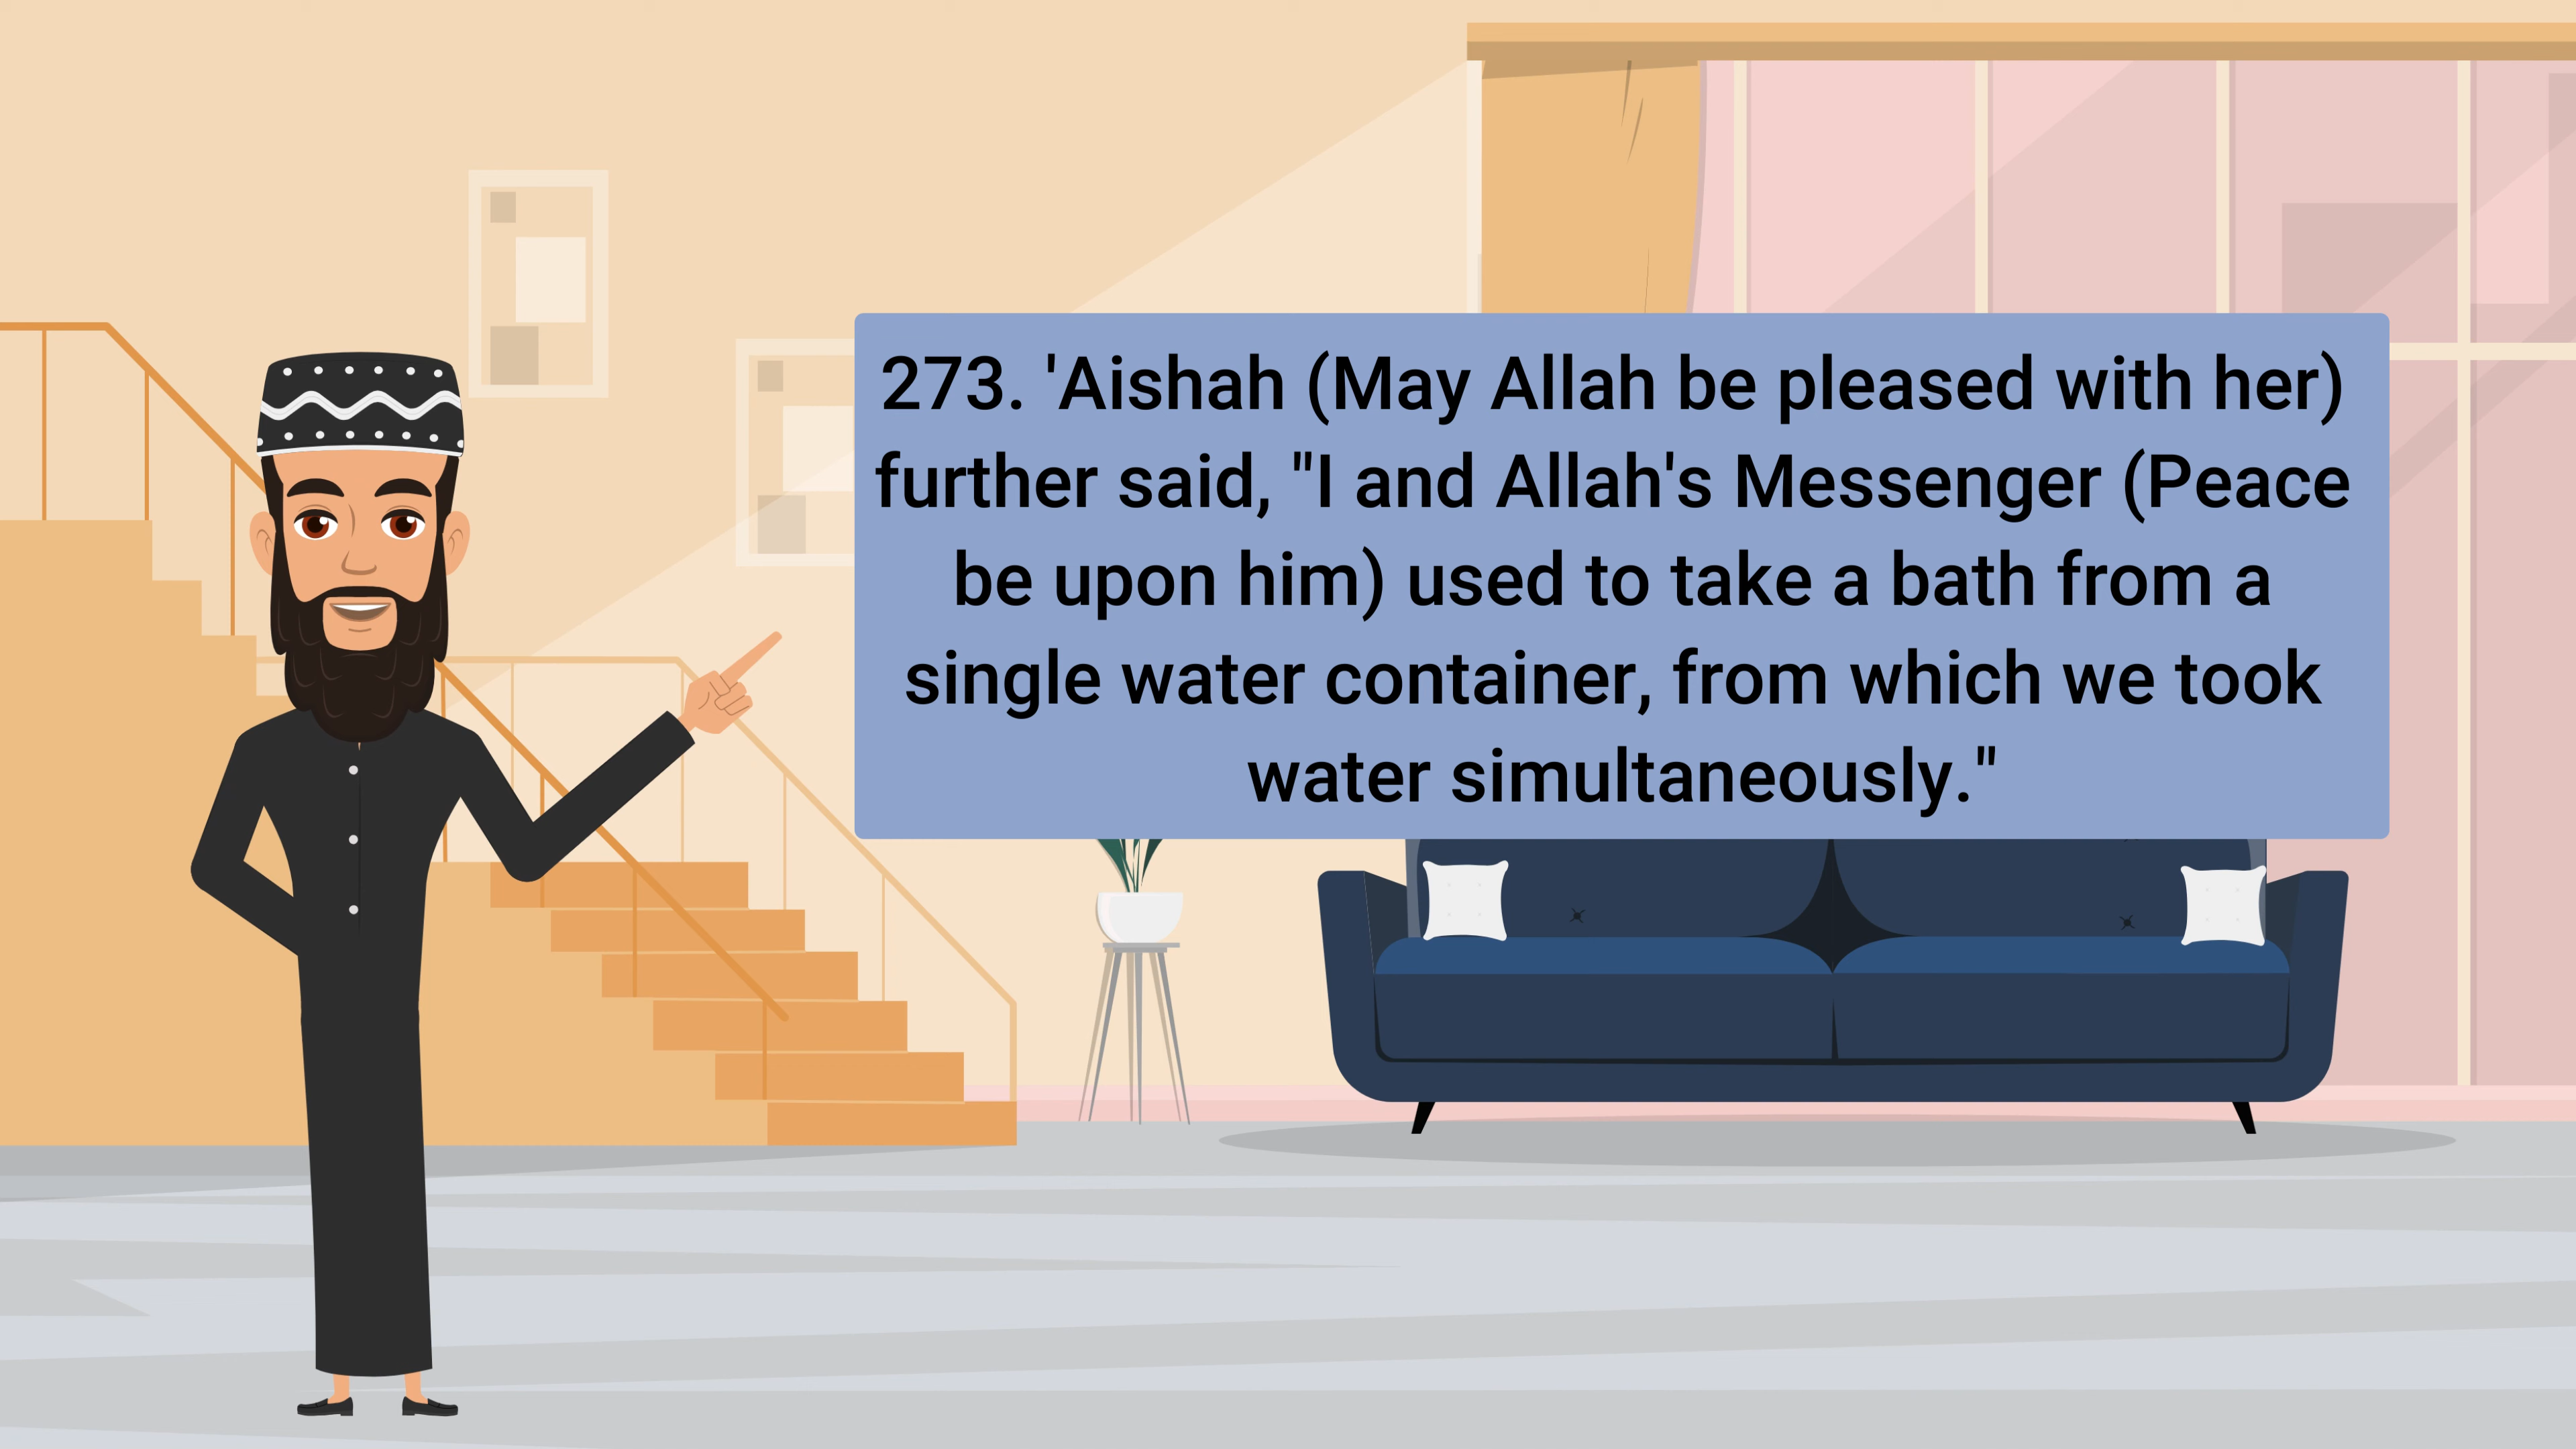 273. 'Aishah (May Allah be pleased with her)
further said, "I and Allah's Messenger (Peace
be upon him) used to take a bath from a
single water container, from which we took
water simultaneously."